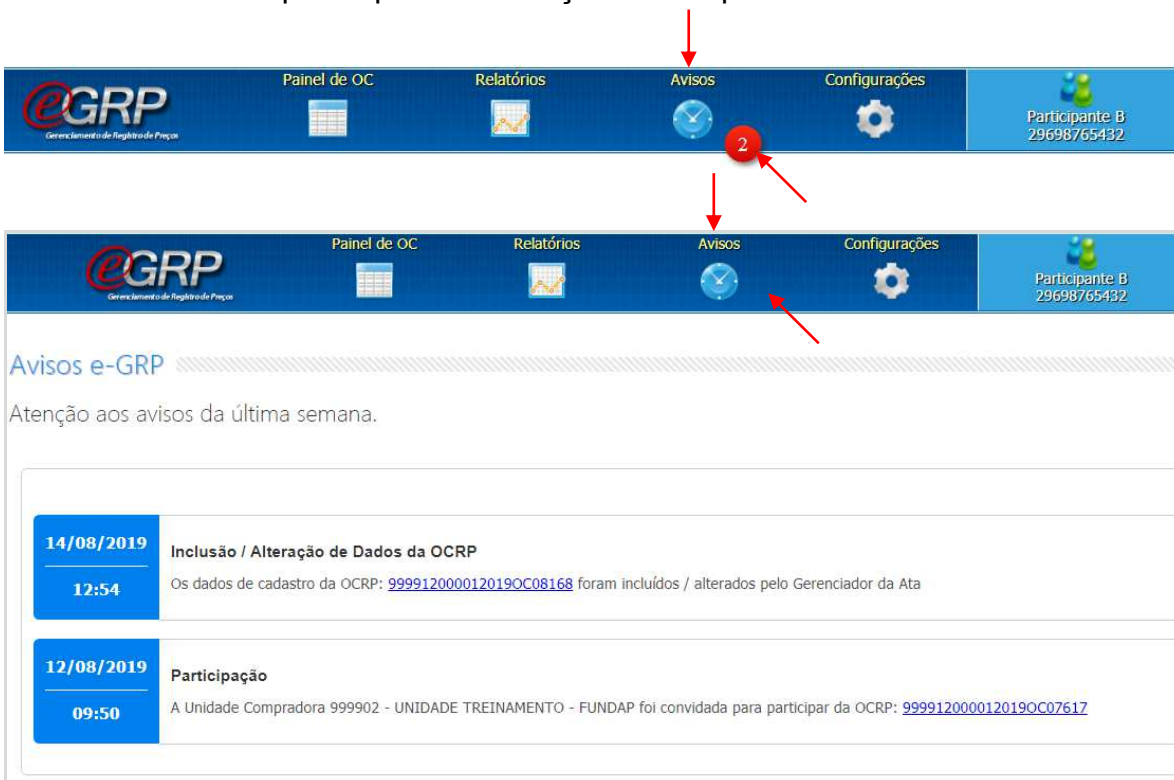 Painel de OC Relatórios Avisos Configurações
eGRP
Gerenciamento de Registro de Preços
2
Participante B
29698765432
Painel de OC Relatórios Avisos Configurações
eGRP
Gerenciamento de Registro de Preços
Participante B
29698765432
Avisos e-GRP
Atenção aos avisos da última semana.
14/08/2019
12:54
Inclusão / Alteração de Dados da OCRP
Os dados de cadastro da OCRP: 999912000012019OC08168 foram incluídos / alterados pelo Gerenciador da Ata
12/08/2019
09:50
Participação
A Unidade Compradora 999902 - UNIDADE TREINAMENTO - FUNDAP foi convidada para participar da OCRP: 999912000012019OC07617